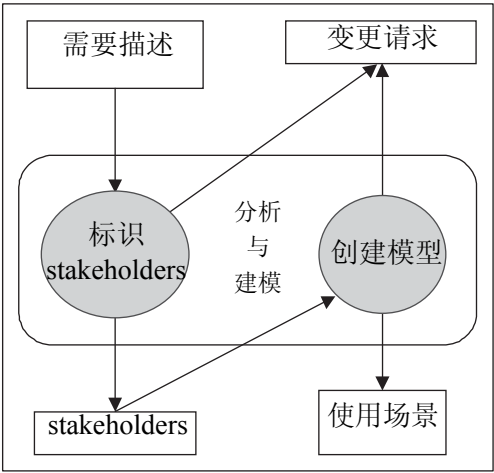 需要描述
变更请求
标识
stakeholders
分析
与
建模
创建模型
stakeholders
使用场景